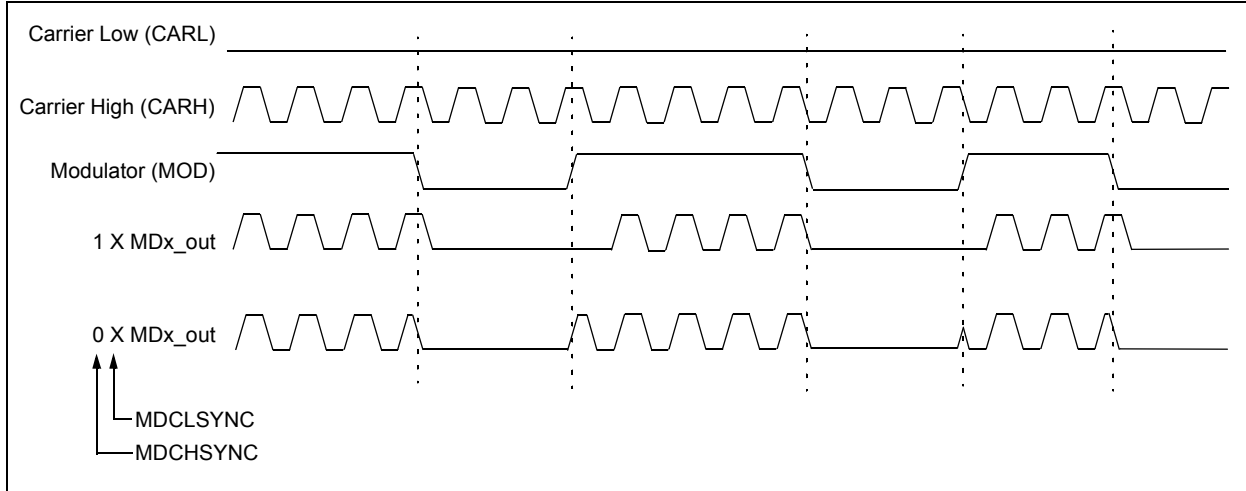 Carrier Low (CARL)
Carrier High (CARH)
Modulator (MOD)
1 X MDx_out
0 X MDx_out
MDCLSYNC
MDCHSYNC